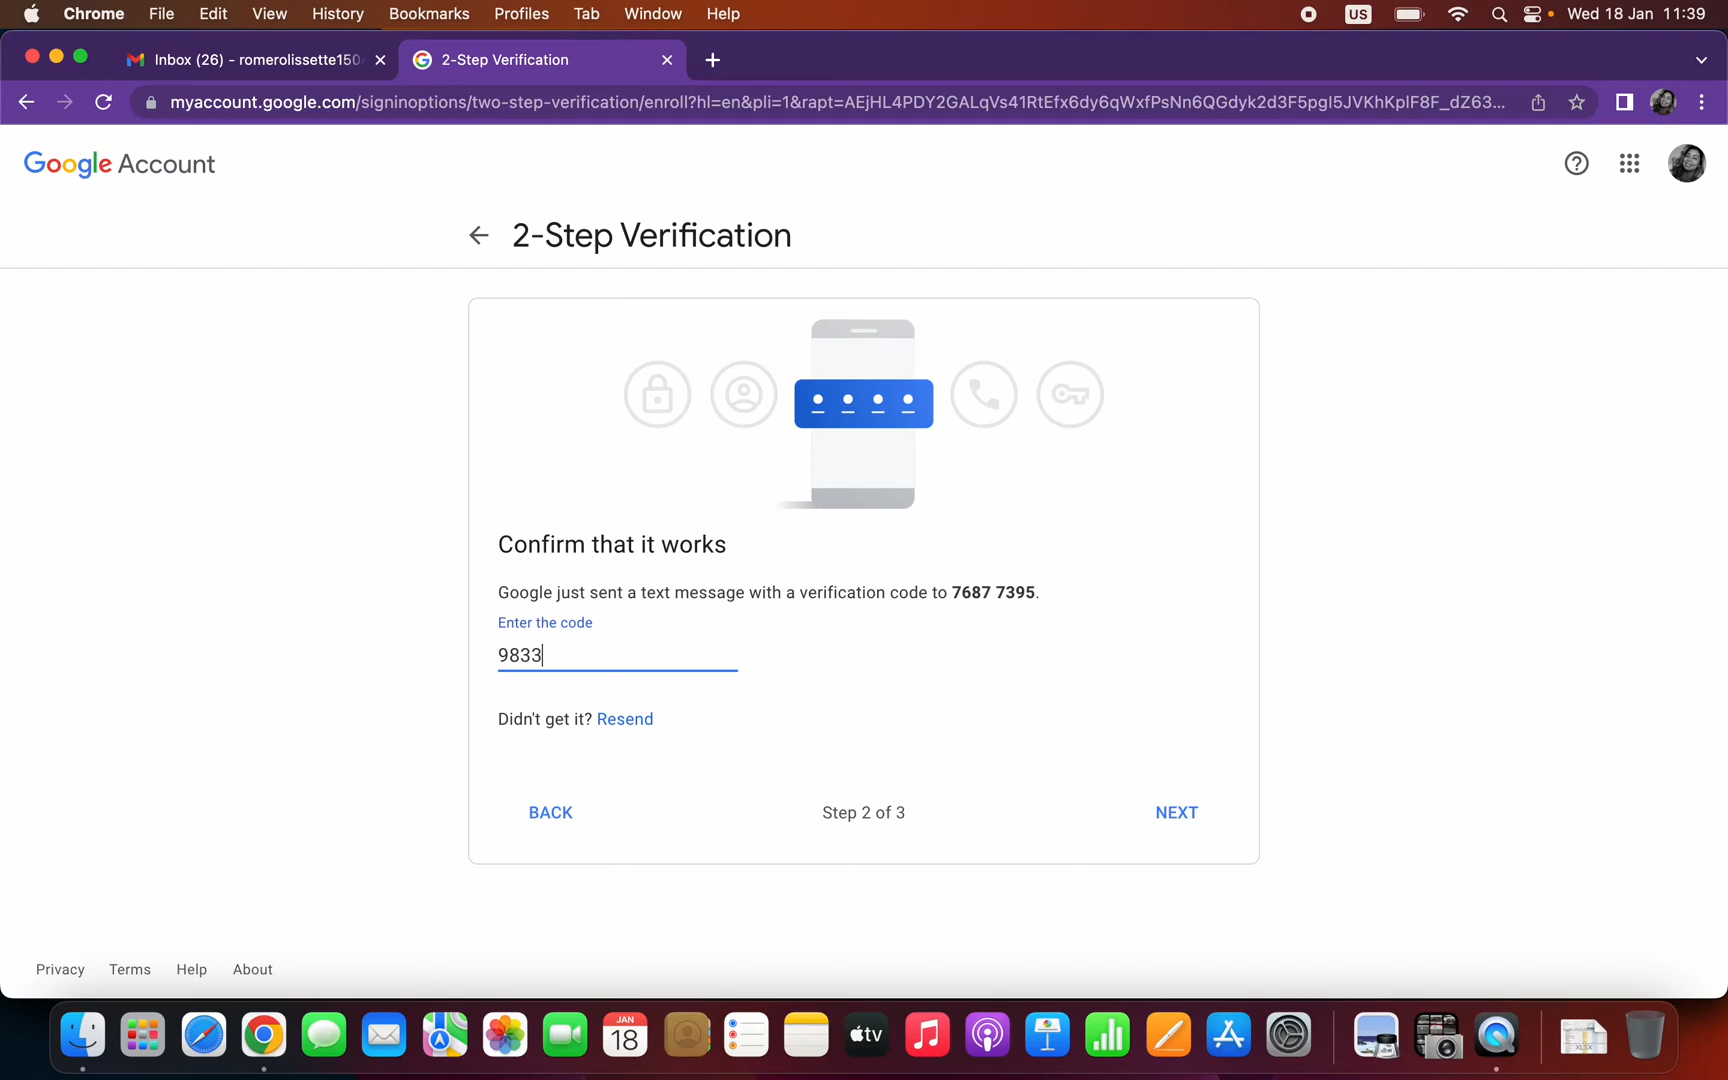 Chrome File Edit View History Bookmarks Profiles Tab Window Help US Wed 18 Jan 11:39
Inbox (26) - romerolissette150 2-Step Verification
myaccount.google.com/signinoptions/two-step-verification/enroll?hl=en&pli=1&rapt=AEjHL4PDY2GALqVs41RtEfx6dy6qWxfPsNn6QGdyk2d3F5pgl5JVKhKplF8F_dZ63...
Google Account
2-Step Verification
Confirm that it works
Google just sent a text message with a verification code to 7687 7395.
Enter the code
9833
Didn't get it? Resend
BACK Step 2 of 3 NEXT
Privacy Terms Help About
JAN
18
tv
XLSX